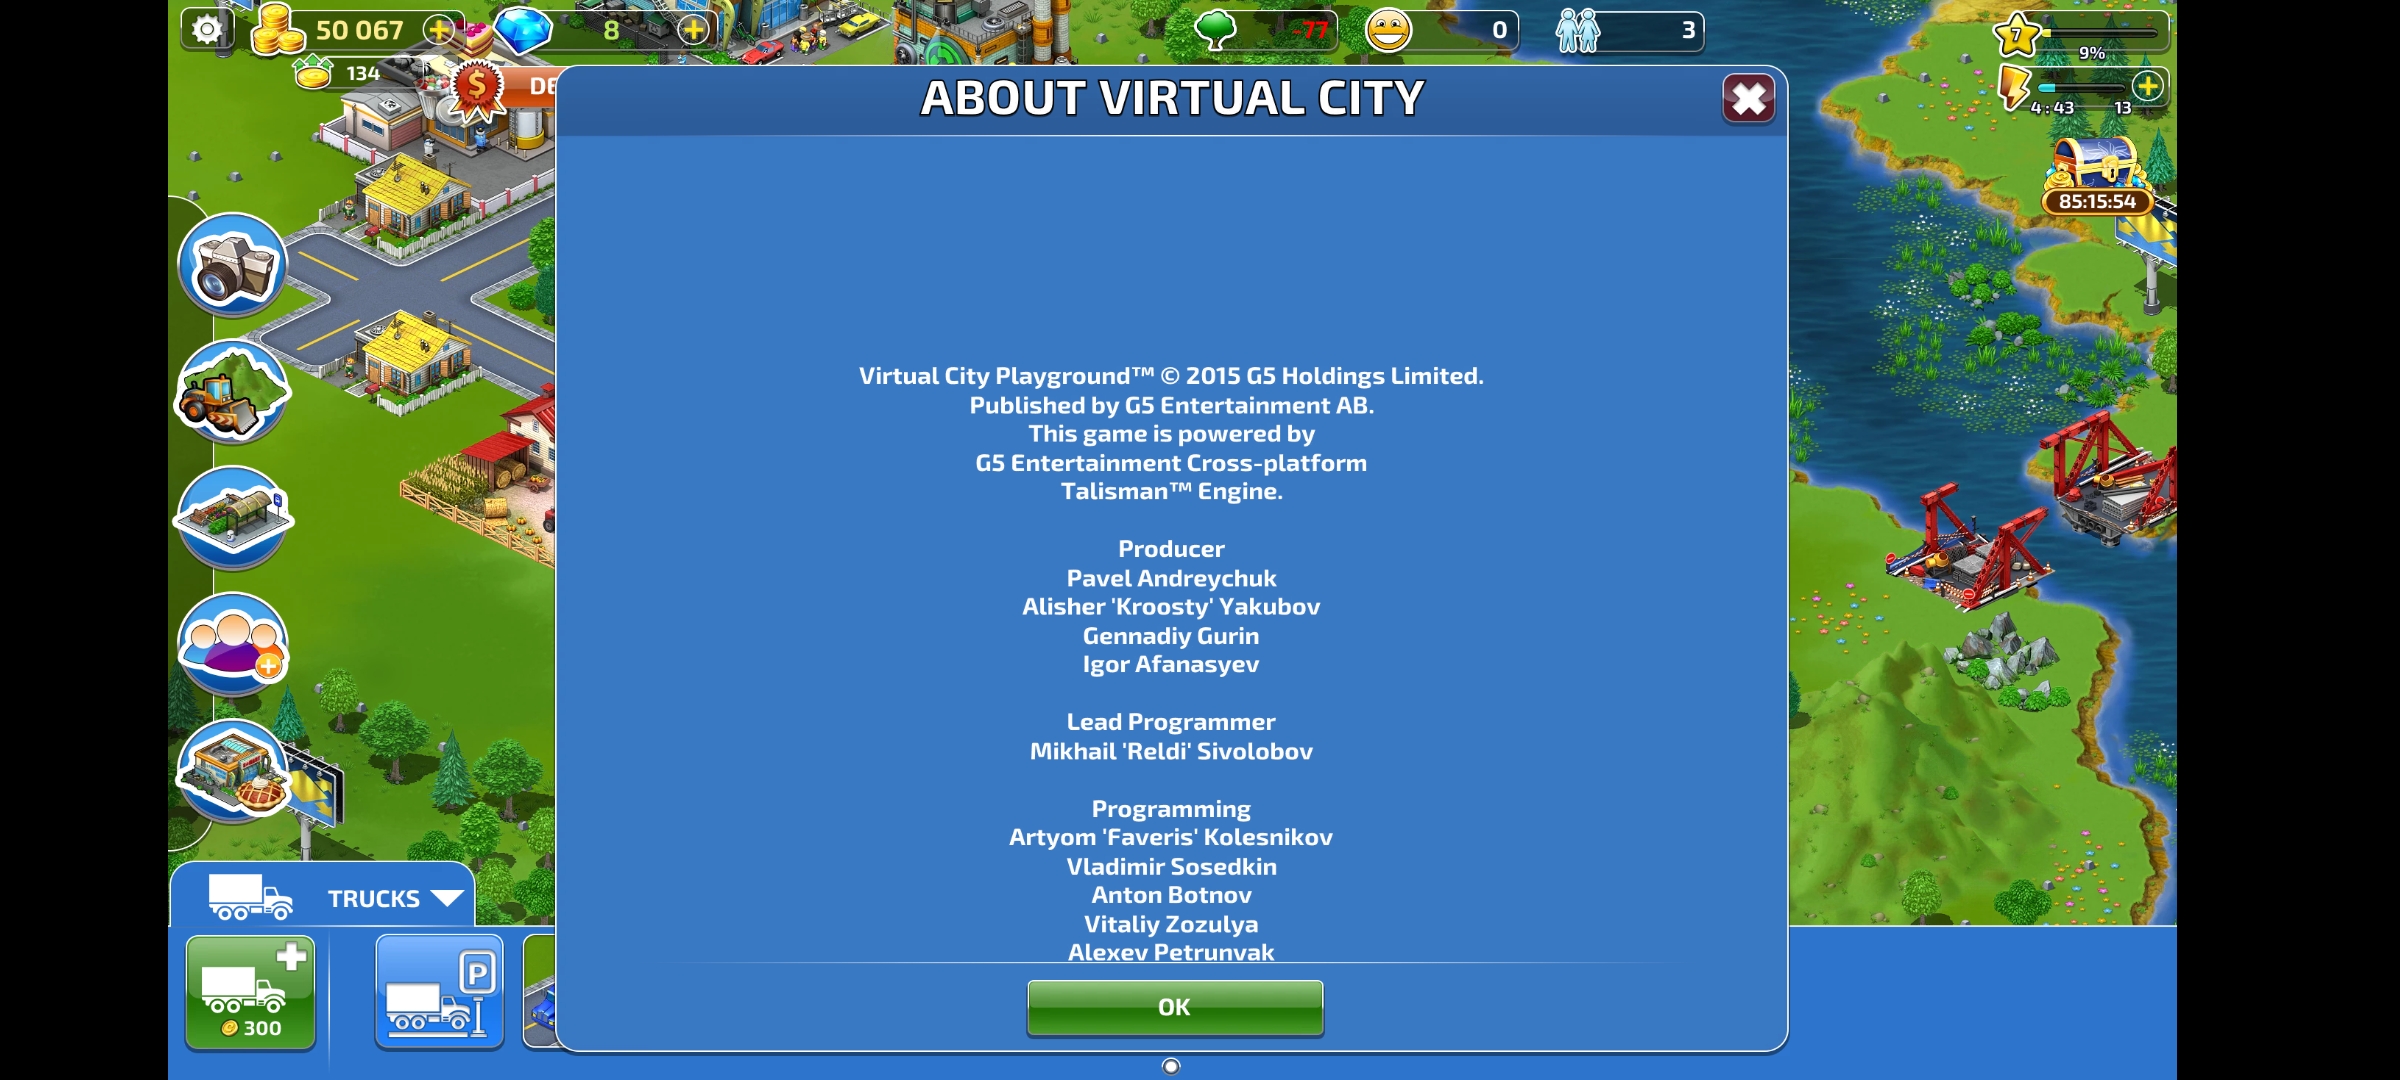 50 067
8
-77
0
3
7
9%
134
DE
4:43
13
85:15:54
ABOUT VIRTUAL CITY
Virtual City Playground™ © 2015 G5 Holdings Limited.
Published by G5 Entertainment AB.
This game is powered by
G5 Entertainment Cross-platform
Talisman™ Engine.
Producer
Pavel Andreychuk
Alisher 'Kroosty' Yakubov
Gennadiy Gurin
Igor Afanasyev
Lead Programmer
Mikhail 'Reldi' Sivolobov
Programming
Artyom 'Faveris' Kolesnikov
Vladimir Sosedkin
Anton Botnov
Vitaliy Zozulya
Alexey Petrunyak
OK
TRUCKS
300
P